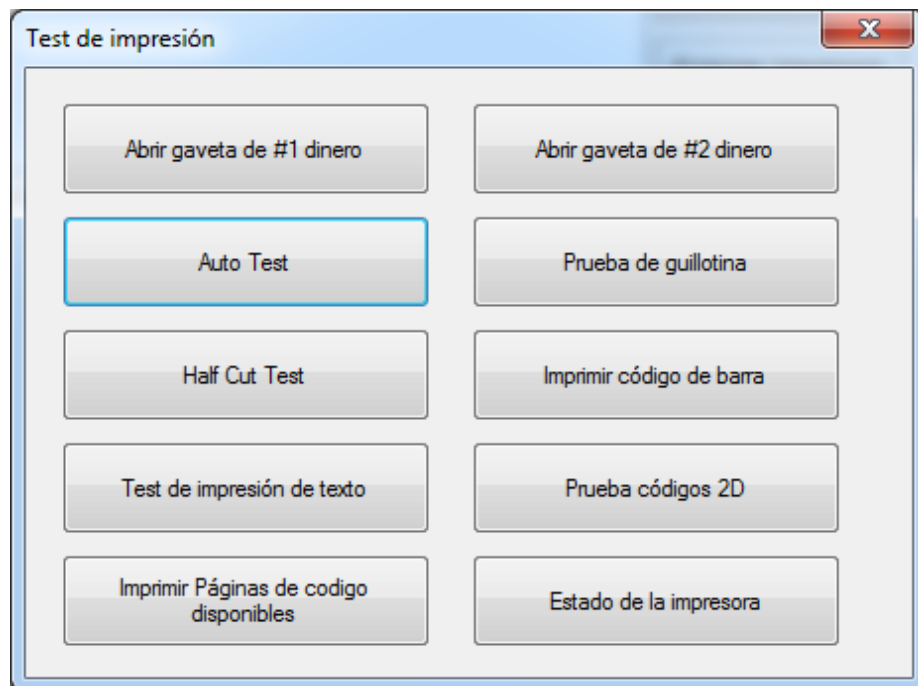 Test de impresión
Abrir gaveta de #1 dinero
Abrir gaveta de #2 dinero
Auto Test
Prueba de guillotina
Half Cut Test
Imprimir código de barra
Test de impresión de texto
Prueba códigos 2D
Imprimir Páginas de codigo
disponibles
Estado de la impresora